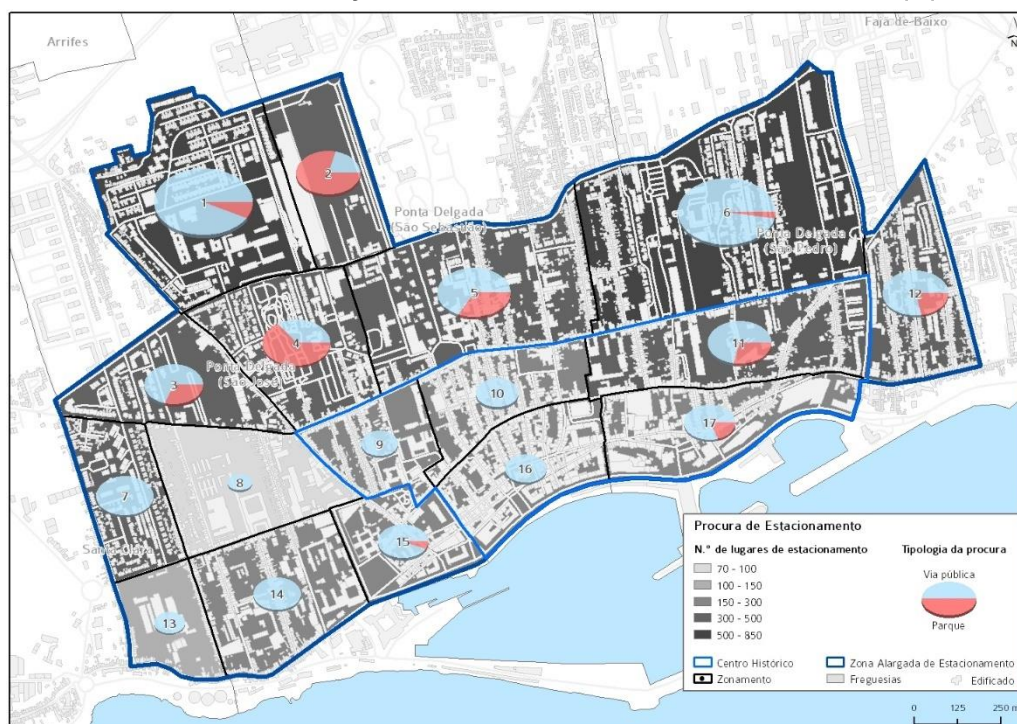 Arrifes
Fajã de Baixo
N
1
2
Ponta Delgada
(São Sebastião)
6
Ponta Delgada
(São Pedro)
5
12
4
Ponta Delgada
(São José)
11
3
10
17
9
16
8
7
Santa Clara
15
14
13
Procura de Estacionamento
N.º de lugares de estacionamento
70 - 100
100 - 150
150 - 300
300 - 500
500 - 850
Tipologia da procura
Via pública
Parque
Centro Histórico
Zona Alargada de Estacionamento
Zonamento
Freguesias
Edificado
0 125 250 m